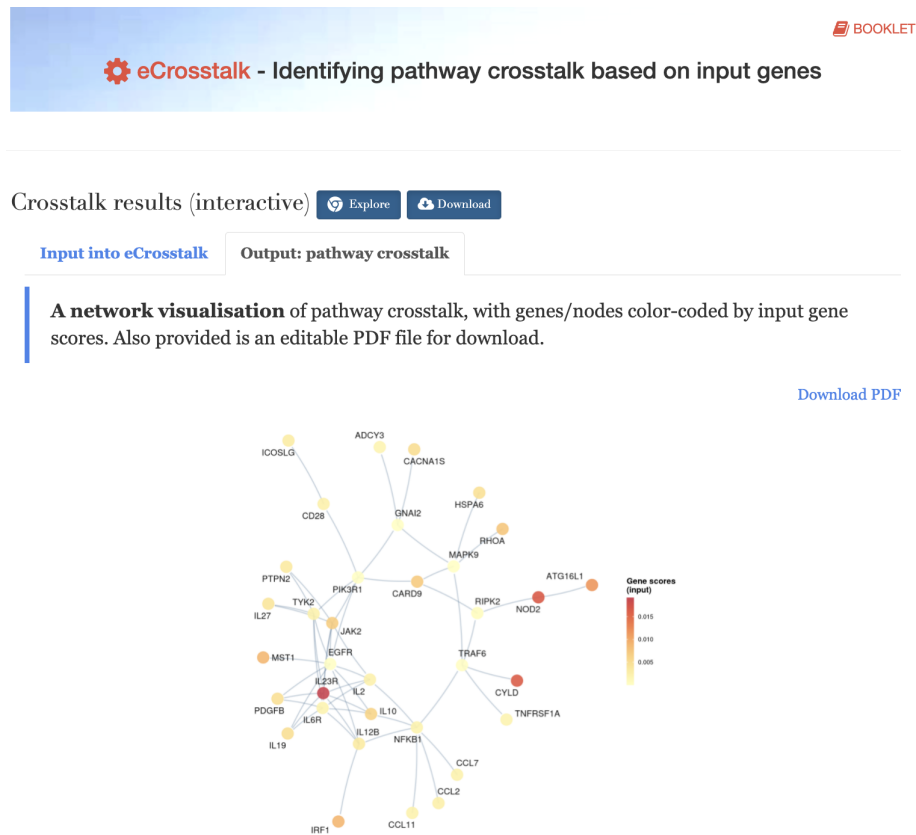 BOOKLET
eCrosstalk - Identifying pathway crosstalk based on input genes
Crosstalk results (interactive) Explore Download
Input into eCrosstalk Output: pathway crosstalk
A network visualisation of pathway crosstalk, with genes/nodes color-coded by input gene
scores. Also provided is an editable PDF file for download.
Download PDF
ADCY3
ICOSLG
CACNA1S
HSPA6
CD28
GNAI2
RHOA
MAPK9
ATG16L1
PTPN2
PIK3R1
CARD9
TYK2
RIPK2
NOD2
IL27
JAK2
EGFR
TRAF6
MST1
IL23R
IL2
CYLD
PDGFB
IL6R
IL10
TNFRSF1A
IL12B
NFKB1
IL19
CCL7
CCL2
CCL11
IRF1
Gene scores
(input)
0.015
0.010
0.005